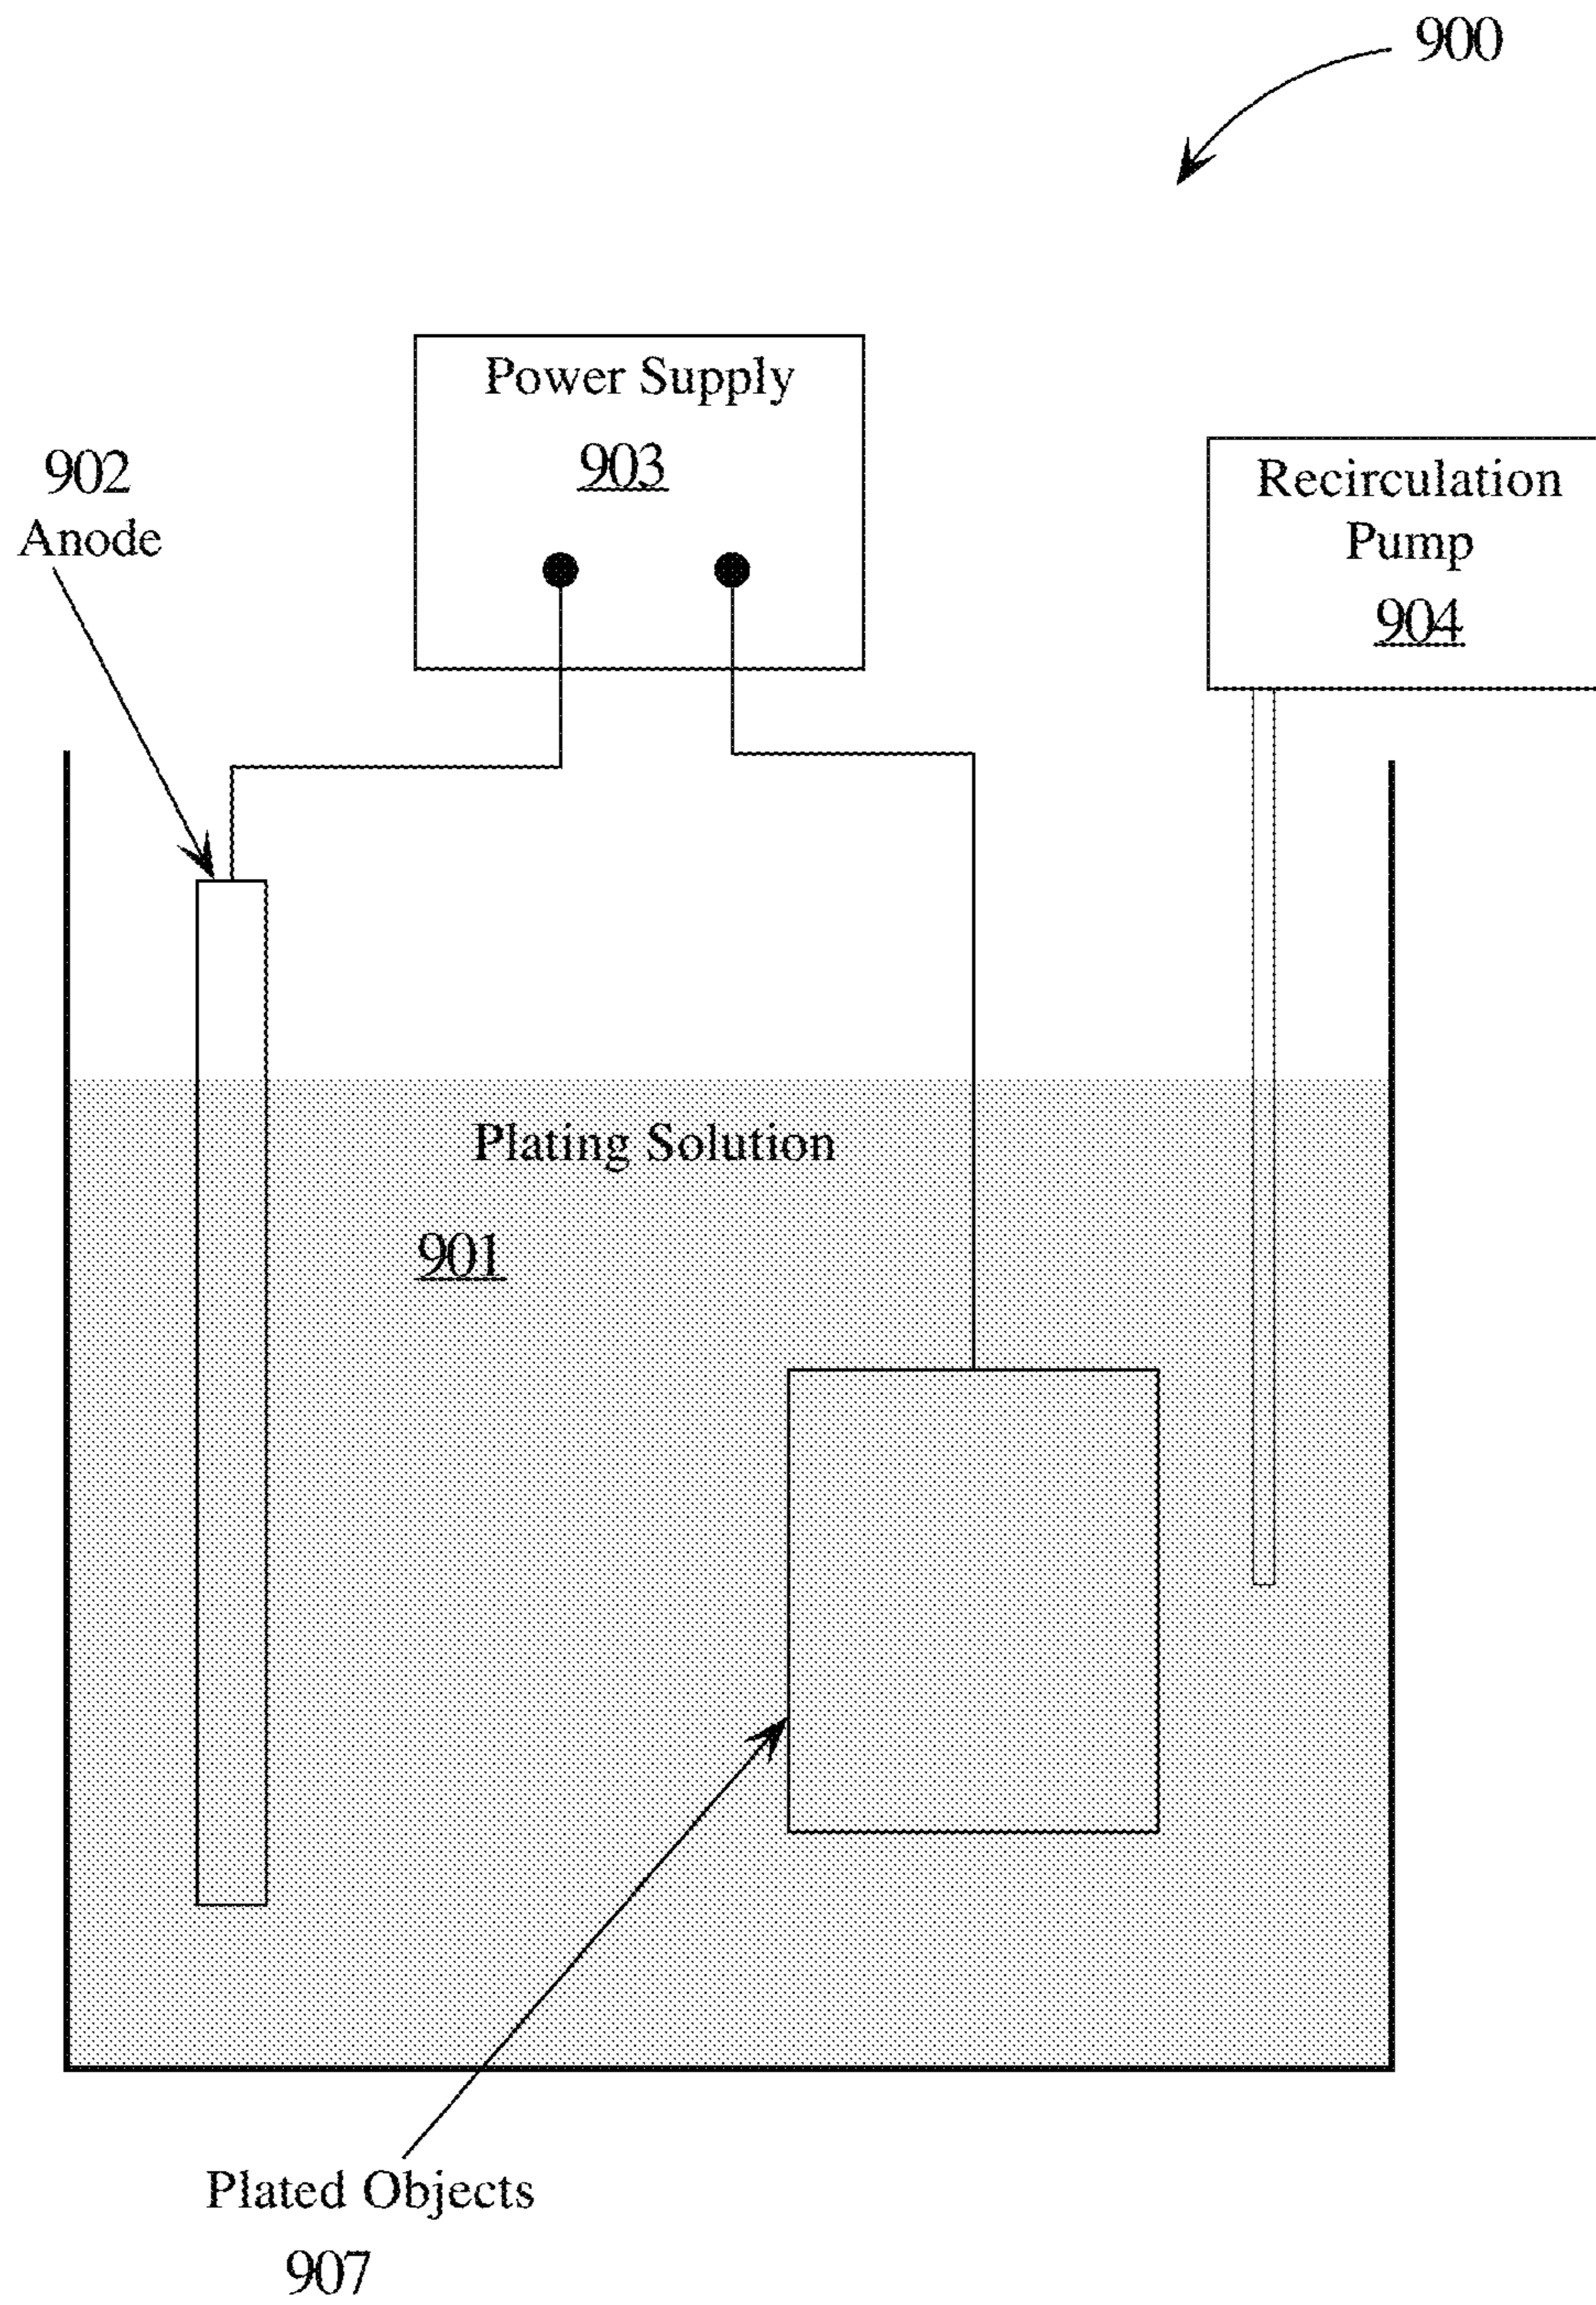 900
Power Supply
903
902
Anode
Recirculation
Pump
904
Plating Solution
901
Plated Objects
907